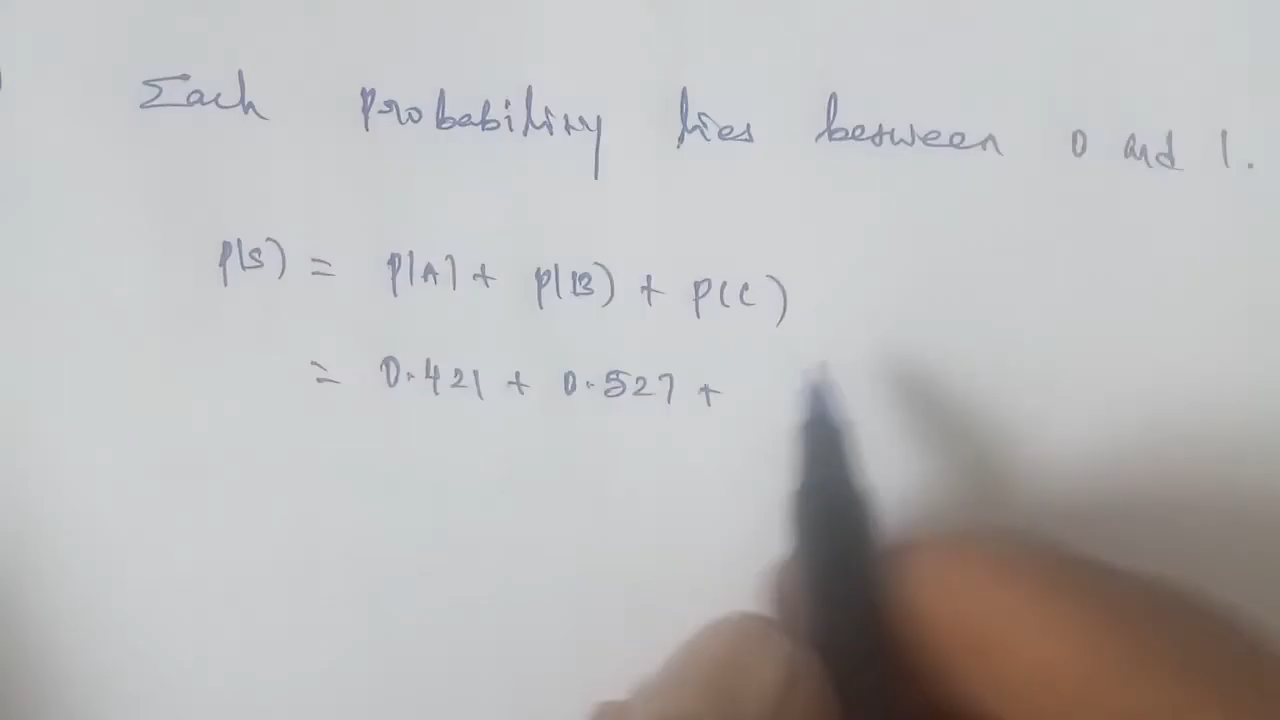 Each probability lies between 0 and 1.
P(S) = P(A) + P(B) + P(C)
= 0.421 + 0.527 +